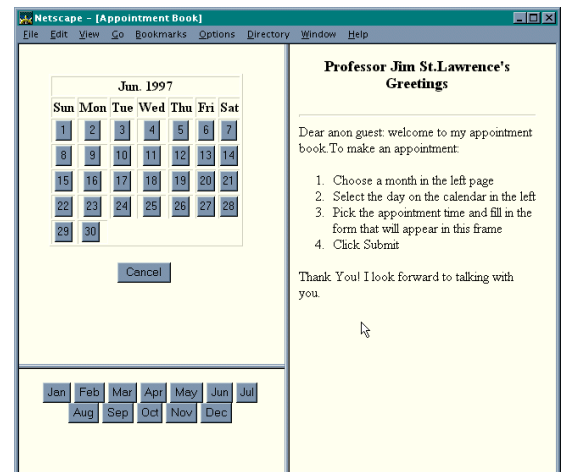 Netscape - [Appointment Book]
File Edit View Go Bookmarks Options Directory Window Help
Jun. 1997
Sun Mon Tue Wed Thu Fri Sat
1 2 3 4 5 6 7
8 9 10 11 12 13 14
15 16 17 18 19 20 21
22 23 24 25 26 27 28
29 30
Cancel
Jan Feb Mar Apr May Jun Jul
Aug Sep Oct Nov Dec
Professor Jim St.Lawrence's
Greetings
Dear anon guest: welcome to my appointment
book.To make an appointment:
1. Choose a month in the left page
2. Select the day on the calendar in the left
3. Pick the appointment time and fill in the
form that will appear in this frame
4. Click Submit
Thank You! I look forward to talking with
you.